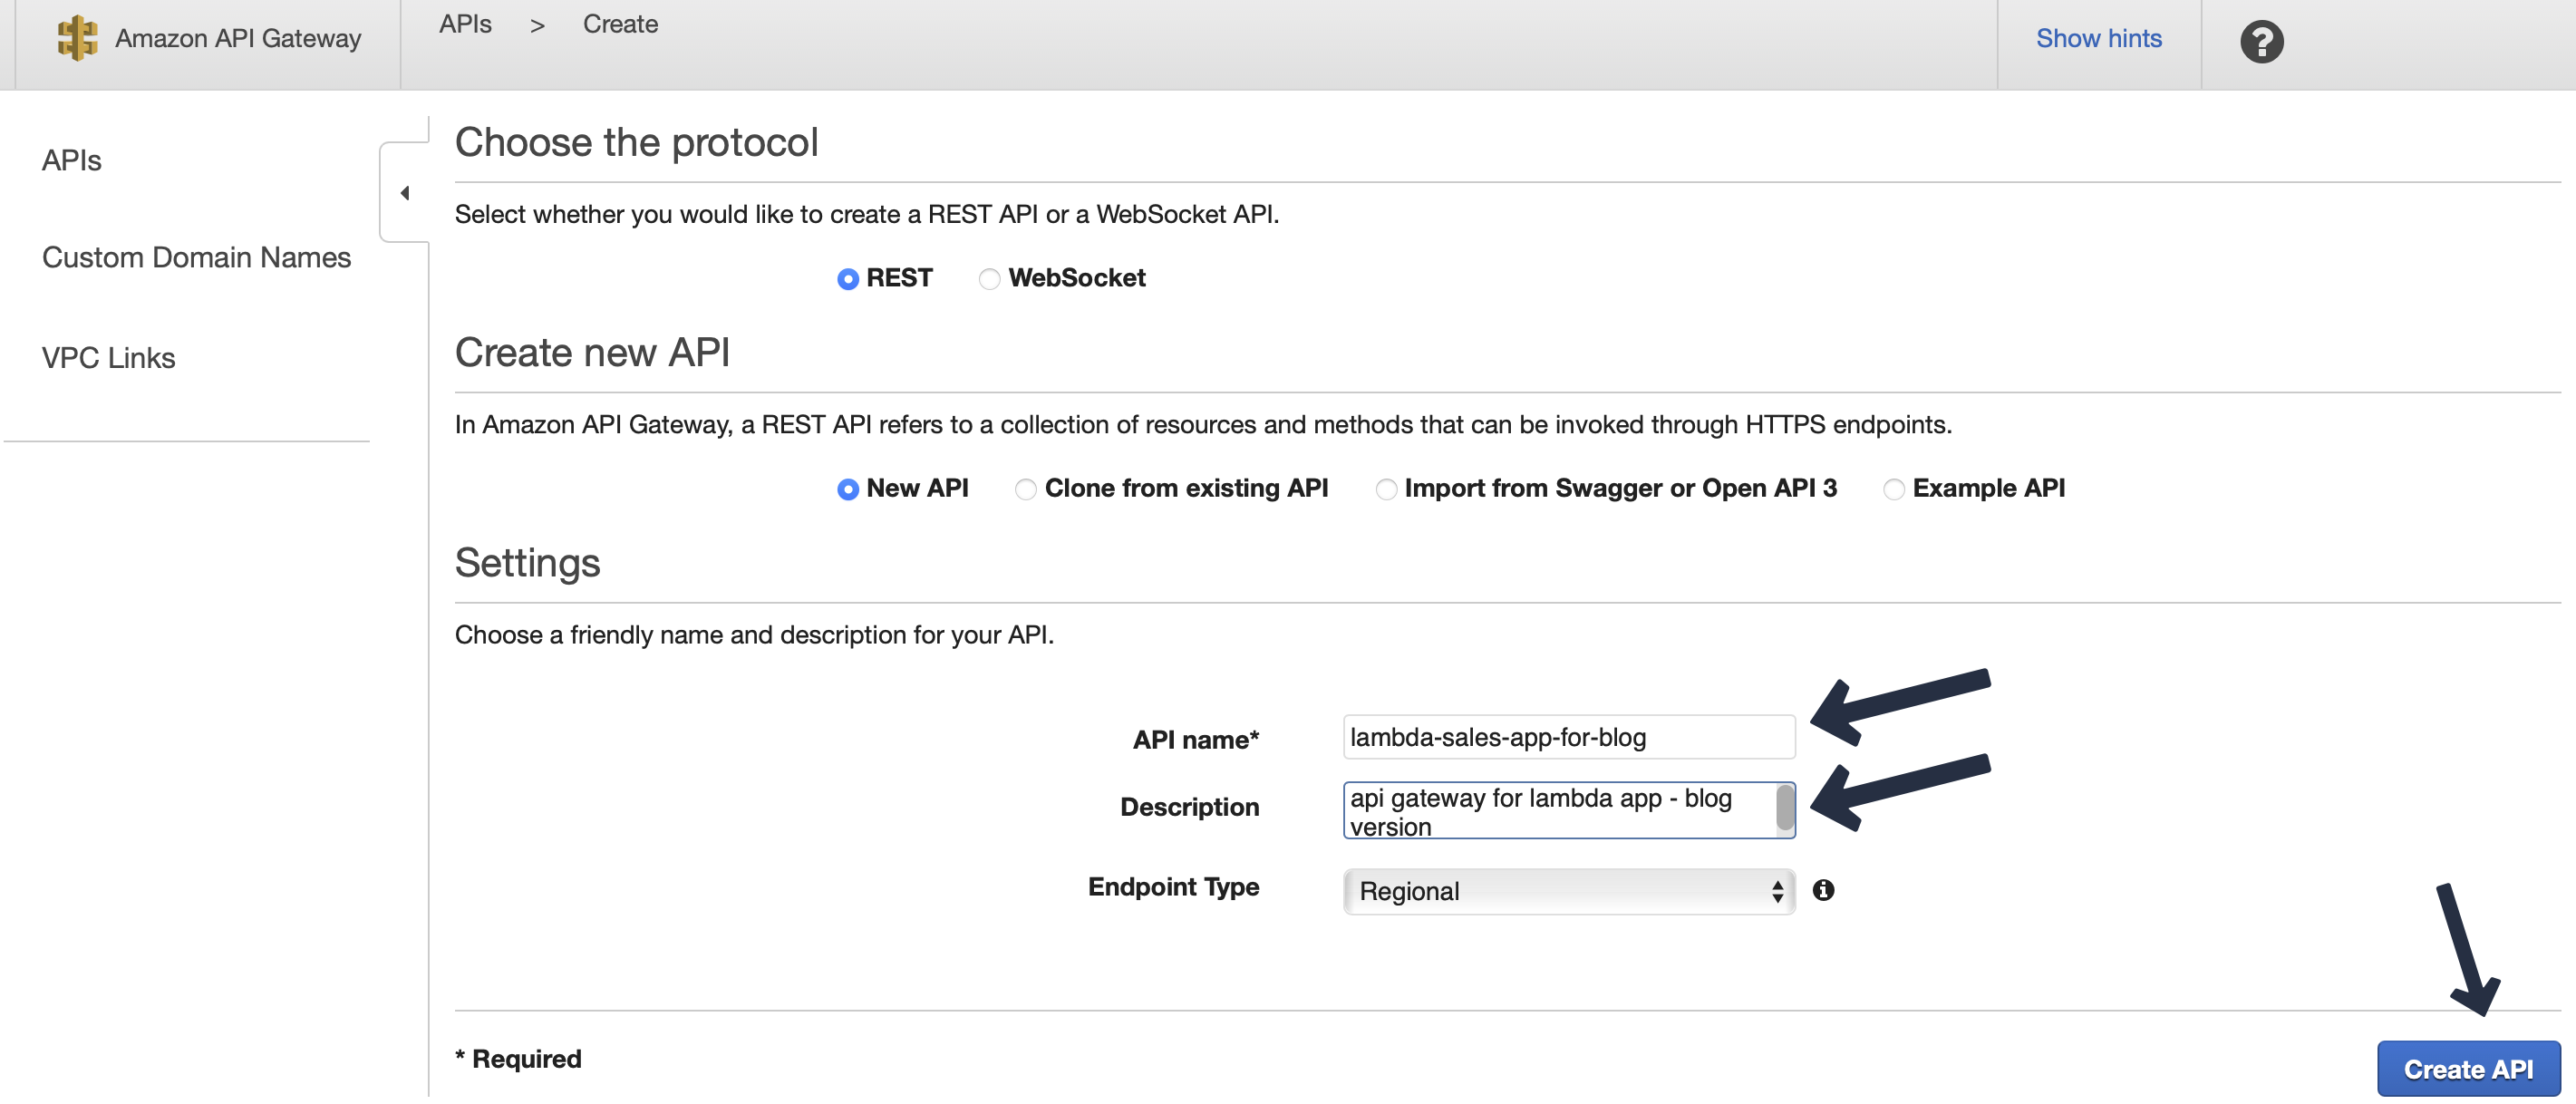 Amazon API Gateway
APIs > Create
Show hints
?
APIs
Custom Domain Names
VPC Links
Choose the protocol
Select whether you would like to create a REST API or a WebSocket API.
REST WebSocket
Create new API
In Amazon API Gateway, a REST API refers to a collection of resources and methods that can be invoked through HTTPS endpoints.
New API Clone from existing API Import from Swagger or Open API 3 Example API
Settings
Choose a friendly name and description for your API.
API name* lambda-sales-app-for-blog
Description api gateway for lambda app - blog
version
Endpoint Type Regional
* Required
Create API